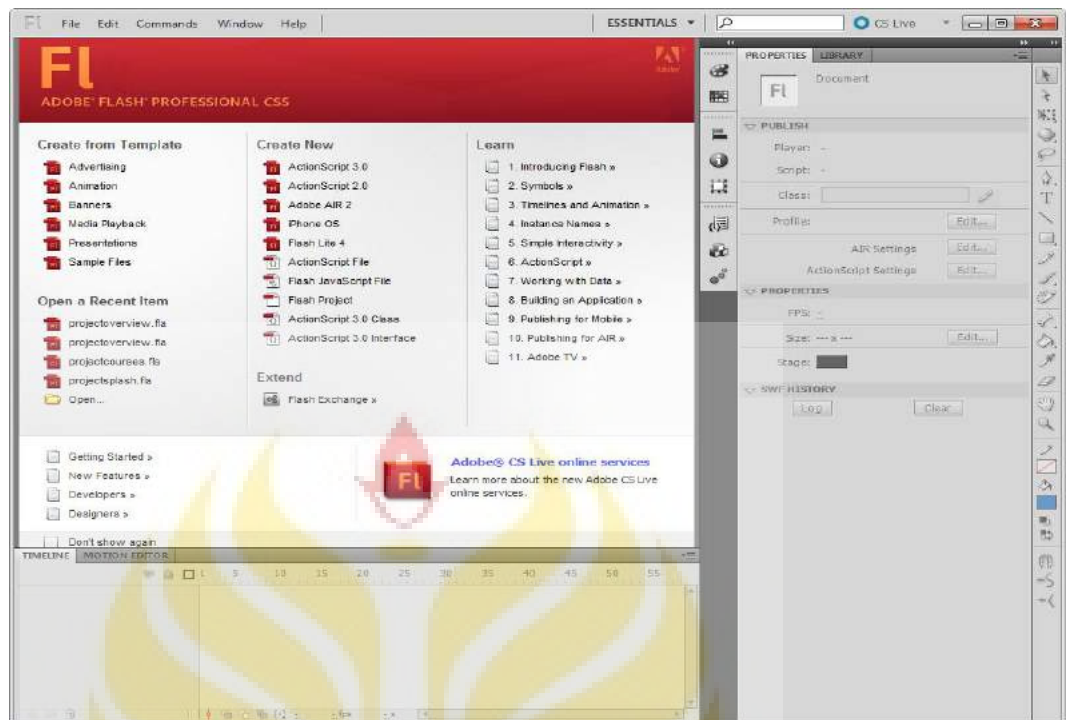 Fl File Edit Commands Window Help ESSENTIALS CS Live
Fl
ADOBE® FLASH® PROFESSIONAL CS5
Adobe
Create from Template
Advertising
Animation
Banners
Media Playback
Presentations
Sample Files
Open a Recent Item
projectoverview.fla
projectoverview.fla
projectcourses.fla
projectsplash.fla
Open...
Create New
ActionScript 3.0
ActionScript 2.0
Adobe AIR 2
iPhone OS
Flash Lite 4
ActionScript File
Flash JavaScript File
Flash Project
ActionScript 3.0 Class
ActionScript 3.0 Interface
Extend
Flash Exchange »
Learn
1. Introducing Flash »
2. Symbols »
3. Timelines and Animation »
4. Instance Names »
5. Simple Interactivity »
6. ActionScript »
7. Working with Data »
8. Building an Application »
9. Publishing for Mobile »
10. Publishing for AIR »
11. Adobe TV »
Getting Started »
New Features »
Developers »
Designers »
Don't show again
Fl
Adobe® CS Live online services
Learn more about the new Adobe CS Live
online services.
TIMELINE MOTION EDITOR
1 5 10 15 20 25 30 35 40 45 50 55
PROPERTIES LIBRARY
Fl Document
PUBLISH
Player: -
Script: -
Class:
Profile: Edit...
AIR Settings Edit...
ActionScript Settings Edit...
PROPERTIES
FPS: -
Size: --- x --- Edit...
Stage:
SWF HISTORY
Log Clear
T